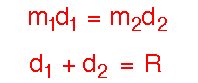 m₁d₁ = m₂d₂
d₁ + d₂ = R